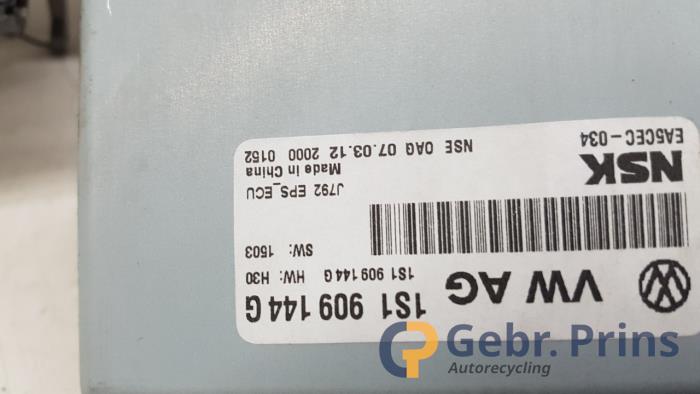 VW AG 1S1 909 144 G
1S1 909 144 G HW: H30
SW: 1503
NSK J792 EPS_ECU
Made in China
EA5CEC-034 NSE OAG 07.03.12 2000 0152
Gebr. Prins
Autorecycling